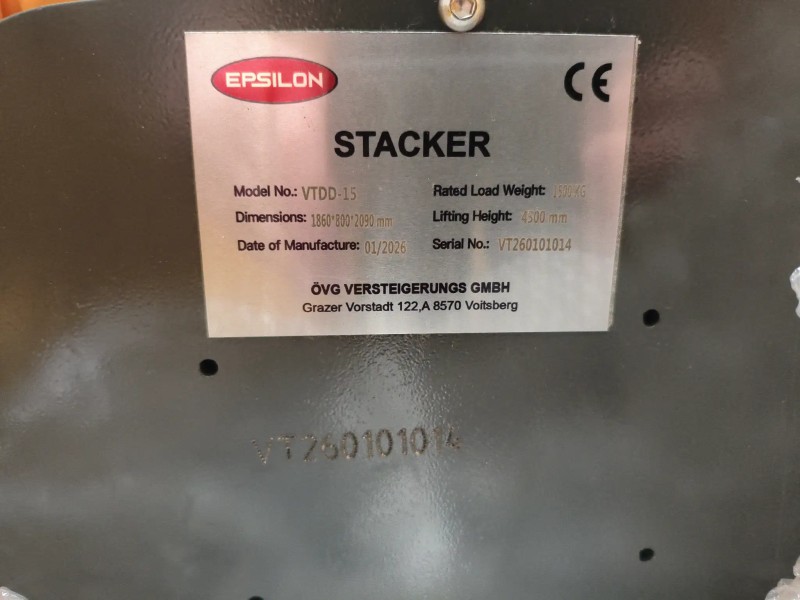 EPSILON
CE
STACKER
Model No.: VTDD-15
Rated Load Weight: 1500KG
Dimensions: 1860*800*2090 mm
Lifting Height: 4500 mm
Date of Manufacture: 01/2026
Serial No.: VT260101014
ÖVG VERSTEIGERUNGS GMBH
Grazer Vorstadt 122,A 8570 Voitsberg
VT260101014